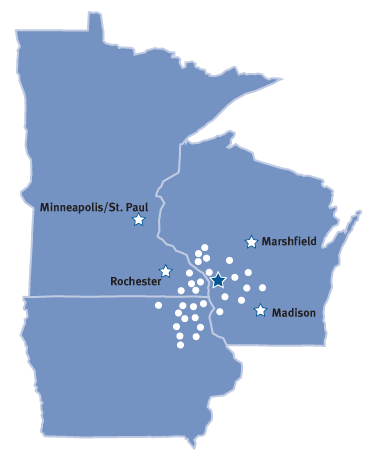 Minneapolis/St. Paul
Marshfield
Rochester
Madison